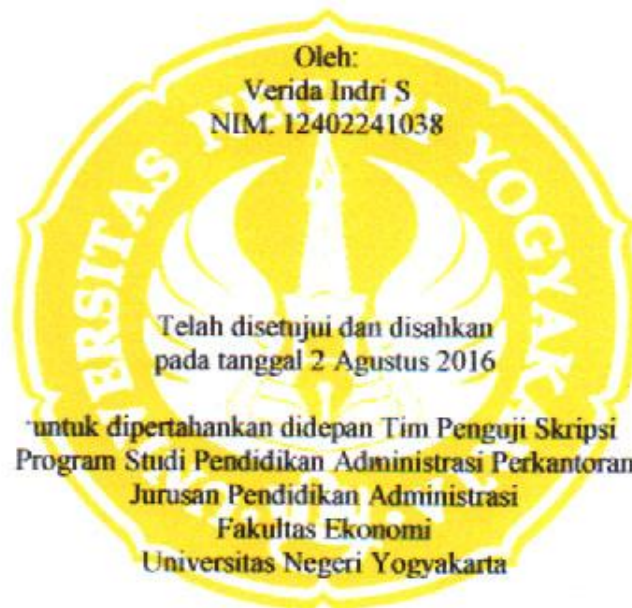 Oleh:
Verida Indri S
NIM. 12402241038
Telah disetujui dan disahkan
pada tanggal 2 Agustus 2016
untuk dipertahankan didepan Tim Penguji Skripsi
Program Studi Pendidikan Administrasi Perkantoran
Jurusan Pendidikan Administrasi
Fakultas Ekonomi
Universitas Negeri Yogyakarta